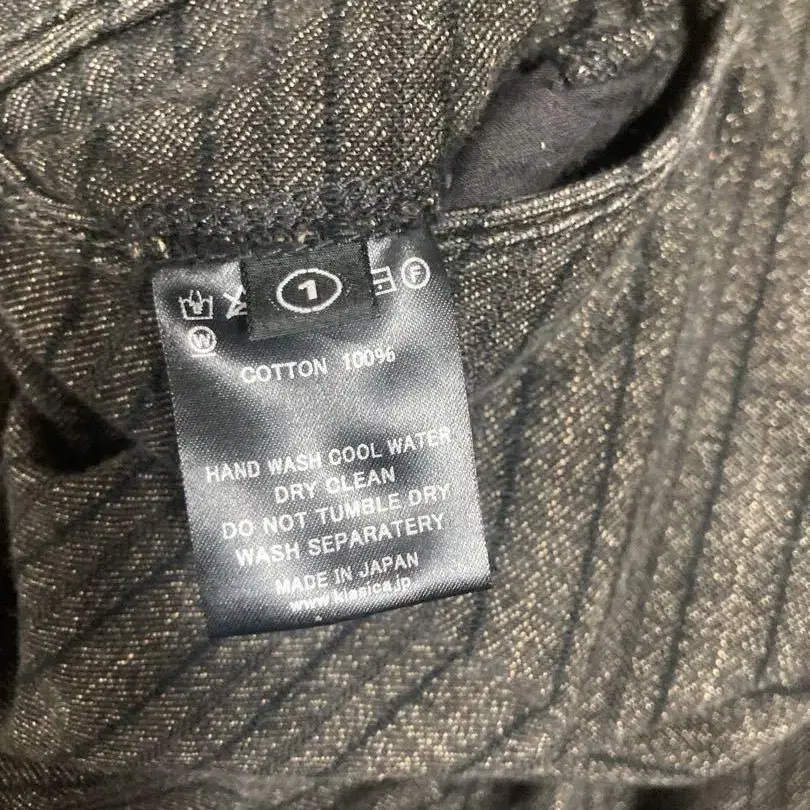 1
F
W
COTTON 100%
HAND WASH COOL WATER
DRY CLEAN
DO NOT TUMBLE DRY
WASH SEPARATERY
MADE IN JAPAN
www.klasica.jp